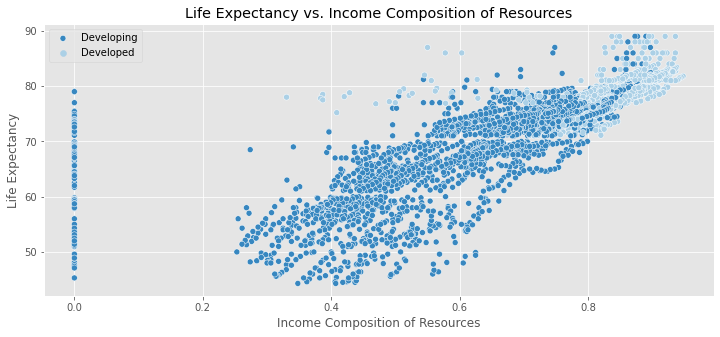 Life Expectancy vs. Income Composition of Resources
Developing
Developed
90
80
70
60
50
Life Expectancy
0.0 0.2 0.4 0.6 0.8
Income Composition of Resources